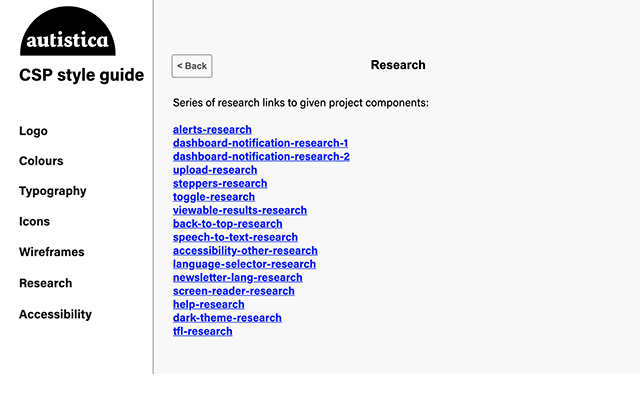 autistica
CSP style guide
Logo
Colours
Typography
Icons
Wireframes
Research
Accessibility
< Back
Research
Series of research links to given project components:
alerts-research
dashboard-notification-research-1
dashboard-notification-research-2
upload-research
steppers-research
toggle-research
viewable-results-research
back-to-top-research
speech-to-text-research
accessibility-other-research
language-selector-research
newsletter-lang-research
screen-reader-research
help-research
dark-theme-research
tfl-research